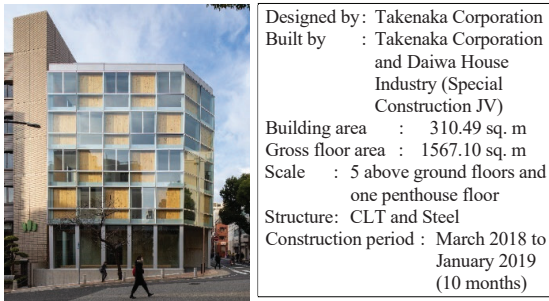 Designed by: Takenaka Corporation
Built by : Takenaka Corporation
and Daiwa House
Industry (Special
Construction JV)
Building area : 310.49 sq. m
Gross floor area : 1567.10 sq. m
Scale : 5 above ground floors and
one penthouse floor
Structure: CLT and Steel
Construction period : March 2018 to
January 2019
(10 months)